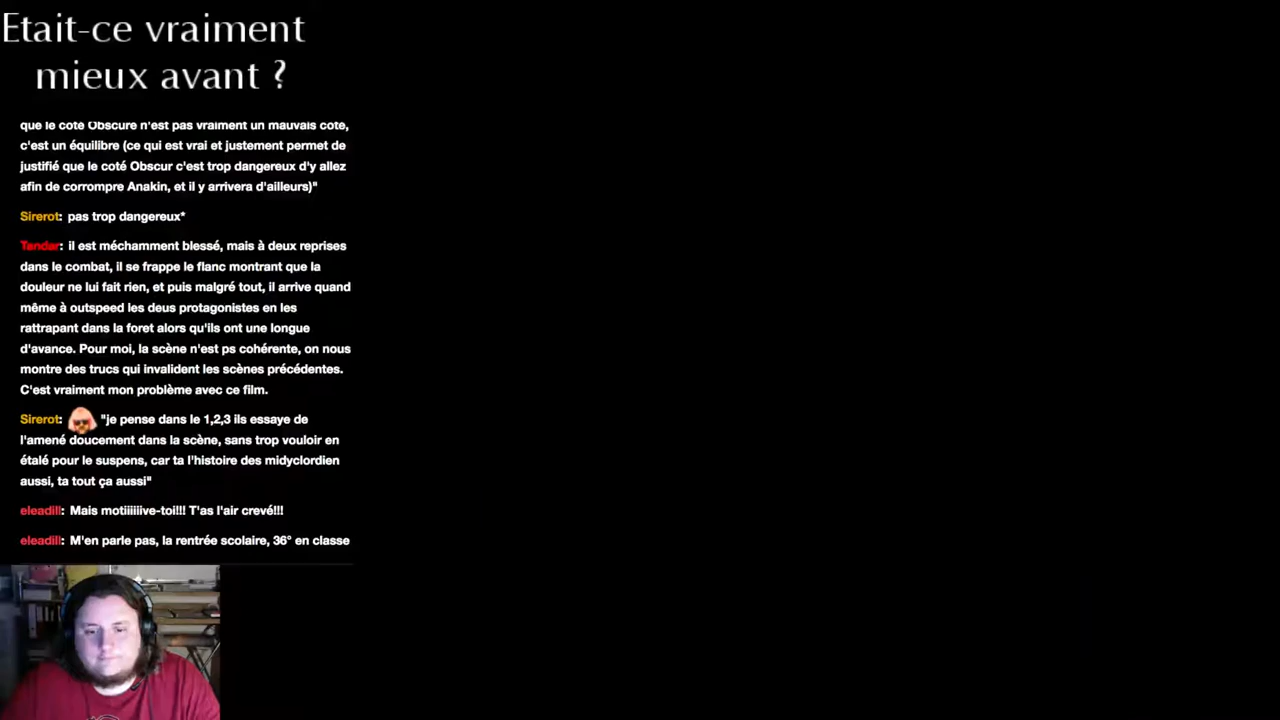 Etait-ce vraiment
mieux avant ?
que le coté Obscure n'est pas vraiment un mauvais coté,
c'est un équilibre (ce qui est vrai et justement permet de
justifié que le coté Obscur c'est trop dangereux d'y allez
afin de corrompre Anakin, et il y arrivera d'ailleurs)"
Sirerot: pas trop dangereux*
Tandar: il est méchamment blessé, mais à deux reprises
dans le combat, il se frappe le flanc montrant que la
douleur ne lui fait rien, et puis malgré tout, il arrive quand
même à outspeed les deus protagonistes en les
rattrapant dans la foret alors qu'ils ont une longue
d'avance. Pour moi, la scène n'est ps cohérente, on nous
montre des trucs qui invalident les scènes précédentes.
C'est vraiment mon problème avec ce film.
Sirerot: "je pense dans le 1,2,3 ils essaye de
l'amené doucement dans la scène, sans trop vouloir en
étalé pour le suspens, car ta l'histoire des midyclordien
aussi, ta tout ça aussi"
eleadill: Mais motiiiiiive-toi!!! T'as l'air crevé!!!
eleadill: M'en parle pas, la rentrée scolaire, 36° en classe